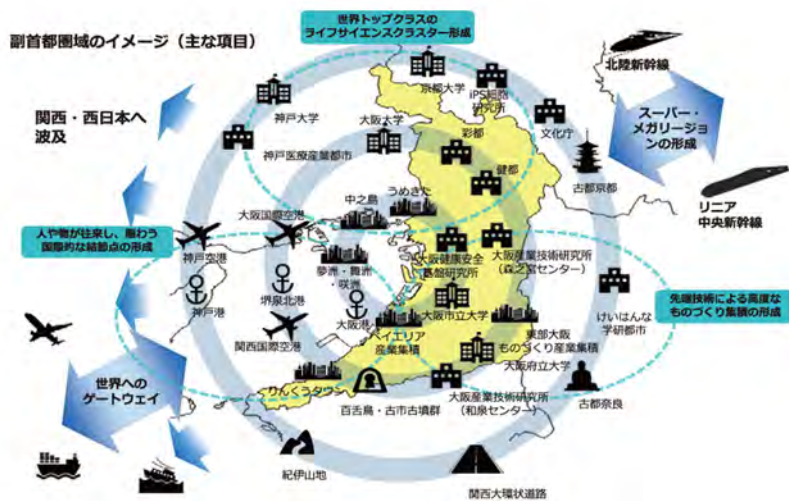 世界トップクラスの
ライフサイエンスクラスター形成
副首都圏域のイメージ(主な項目)
北陸新幹線
京都大学
iPS細胞
研究所
関西・西日本へ
波及
神戸大学
大阪大学
文化庁
スーパー・
メガリージョ
ンの形成
彩都
神戸医療産業都市
健都
古都京都
リニア
中央新幹線
うめきた
中之島
人や物が往来し、賑わう
国際的な結節点の形成
大阪国際空港
神戸空港
夢洲・舞洲
・咲洲
大阪健康安全
基盤研究所
大阪産業技術研究所
(森之宮センター)
堺泉北港
神戸港
大阪港
大阪市立大学
けいはんな
学研都市
先端技術による高度な
ものづくり集積の形成
関西国際空港
ベイエリア
産業集積
東部大阪
ものづくり産業集積
大阪府立大学
世界への
ゲートウェイ
りんくうタウン
百舌鳥・古市古墳群
大阪産業技術研究所
(和泉センター)
古都奈良
紀伊山地
関西大環状道路